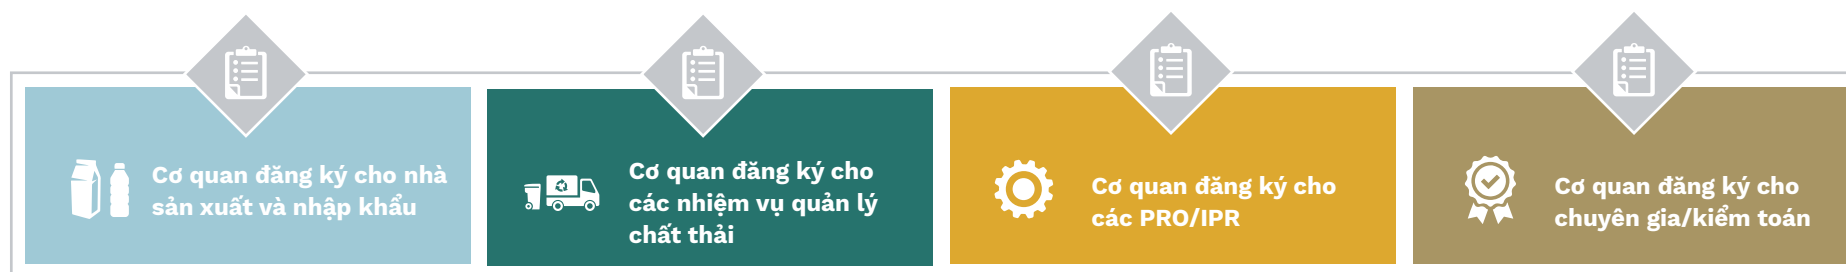 Cơ quan đăng ký cho nhà
sản xuất và nhập khẩu
Cơ quan đăng ký cho
các nhiệm vụ quản lý
chất thải
Cơ quan đăng ký cho
các PRO/IPR
Cơ quan đăng ký cho
chuyên gia/kiểm toán